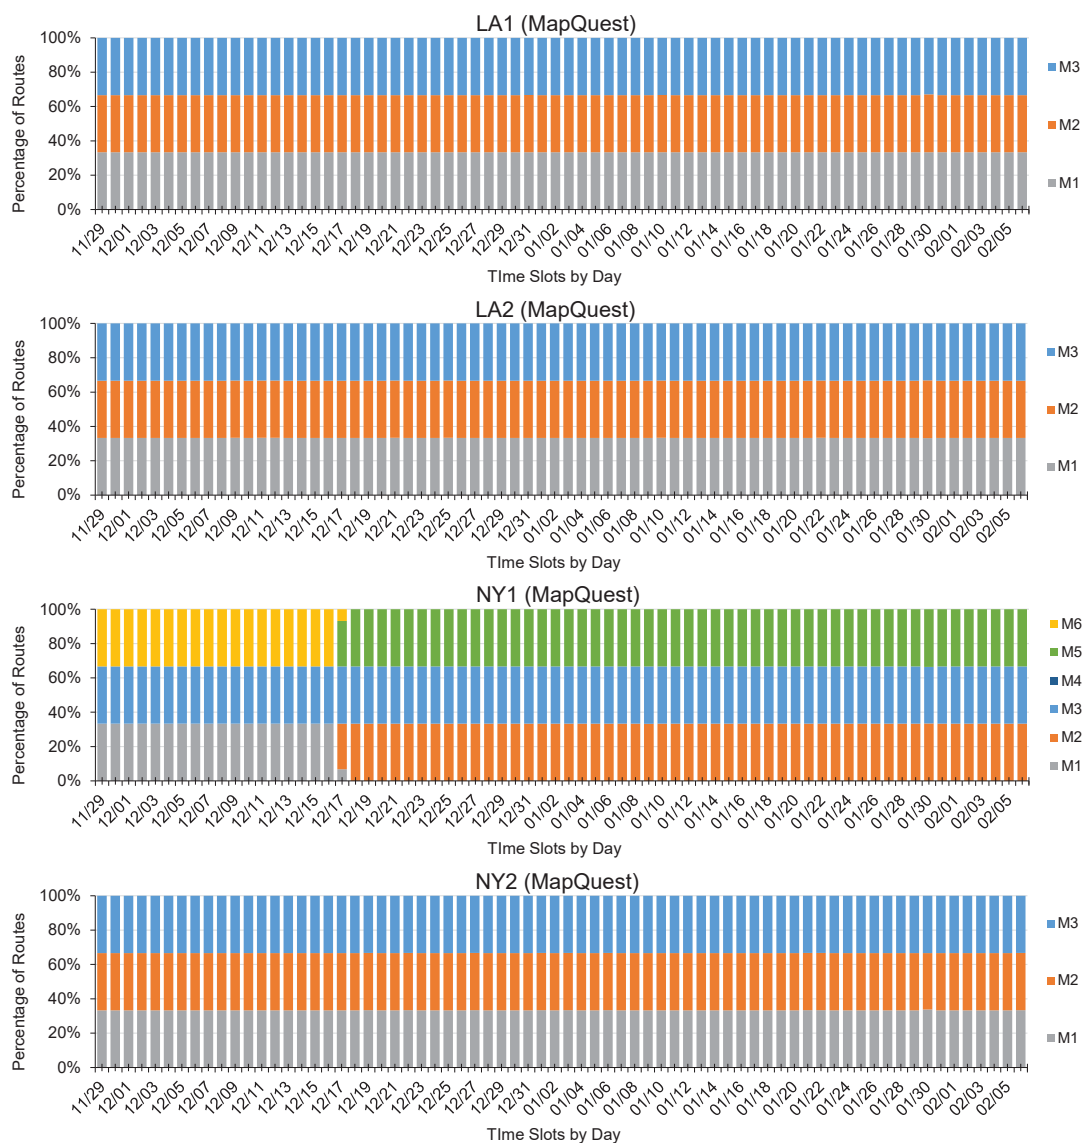 LA1 (MapQuest)
Percentage of Routes
100%
80%
60%
40%
20%
0%
M3
M2
M1
11/29 12/01 12/03 12/05 12/07 12/09 12/11 12/13 12/15 12/17 12/19 12/21 12/23 12/25 12/27 12/29 12/31 01/02 01/04 01/06 01/08 01/10 01/12 01/14 01/16 01/18 01/20 01/22 01/24 01/26 01/28 01/30 02/01 02/03 02/05
TIme Slots by Day
LA2 (MapQuest)
Percentage of Routes
100%
80%
60%
40%
20%
0%
M3
M2
M1
11/29 12/01 12/03 12/05 12/07 12/09 12/11 12/13 12/15 12/17 12/19 12/21 12/23 12/25 12/27 12/29 12/31 01/02 01/04 01/06 01/08 01/10 01/12 01/14 01/16 01/18 01/20 01/22 01/24 01/26 01/28 01/30 02/01 02/03 02/05
TIme Slots by Day
NY1 (MapQuest)
Percentage of Routes
100%
80%
60%
40%
20%
0%
M6
M5
M4
M3
M2
M1
11/29 12/01 12/03 12/05 12/07 12/09 12/11 12/13 12/15 12/17 12/19 12/21 12/23 12/25 12/27 12/29 12/31 01/02 01/04 01/06 01/08 01/10 01/12 01/14 01/16 01/18 01/20 01/22 01/24 01/26 01/28 01/30 02/01 02/03 02/05
TIme Slots by Day
NY2 (MapQuest)
Percentage of Routes
100%
80%
60%
40%
20%
0%
M3
M2
M1
11/29 12/01 12/03 12/05 12/07 12/09 12/11 12/13 12/15 12/17 12/19 12/21 12/23 12/25 12/27 12/29 12/31 01/02 01/04 01/06 01/08 01/10 01/12 01/14 01/16 01/18 01/20 01/22 01/24 01/26 01/28 01/30 02/01 02/03 02/05
TIme Slots by Day